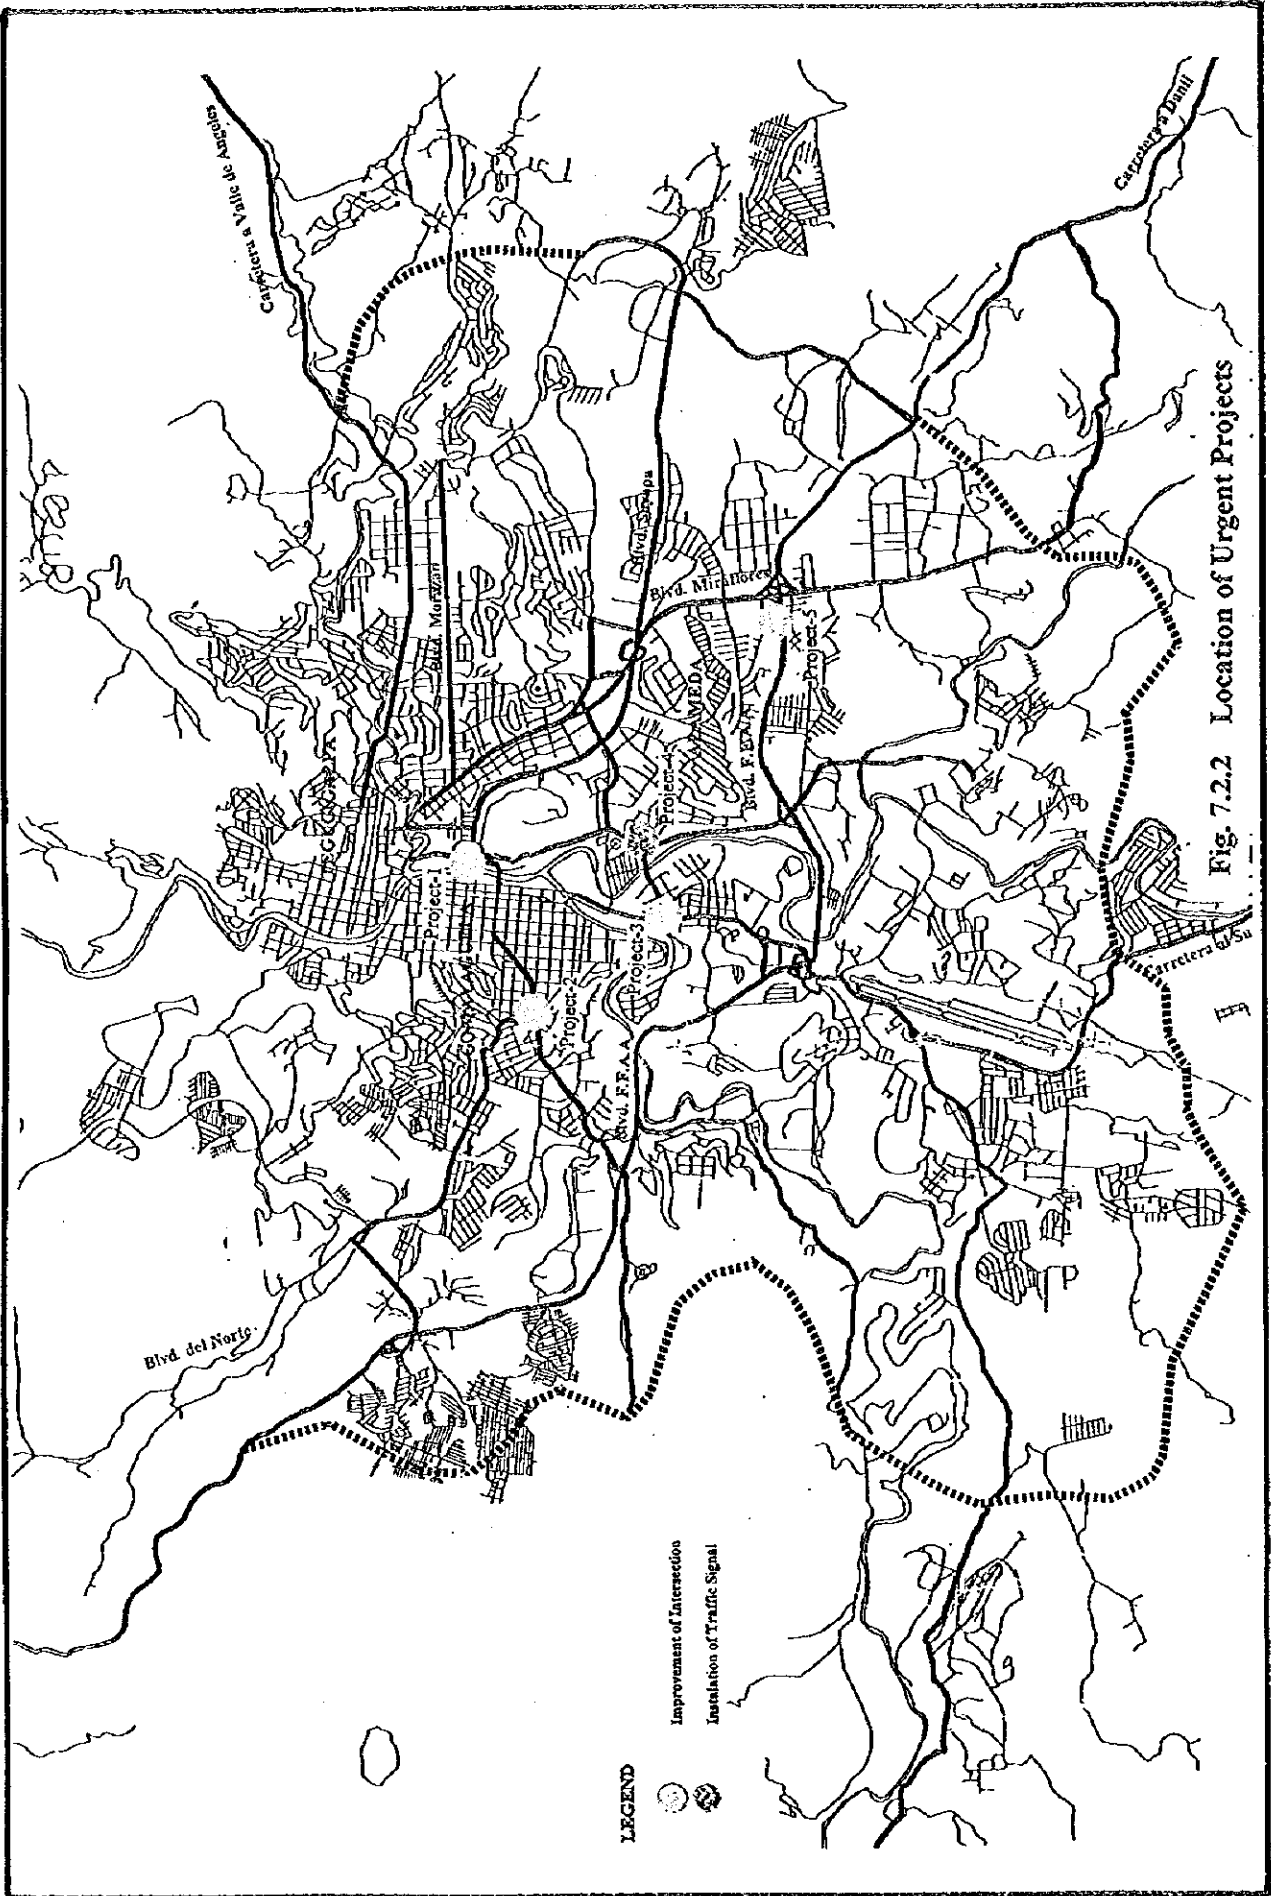 Carretera a Valle de Angeles
Carretera a Danli
Blvd. Morazan
Blvd. Miraflores
Project-5
Project-4
Blvd. F.F.A.A.
Project-1
Project-3
Project-2
Blvd. F.F.A.A.
Carretera al Su
Blvd. del Norte
LEGEND
Improvement of Intersection
Instalation of Traffic Signal
Fig. 7.2.2 Location of Urgent Projects